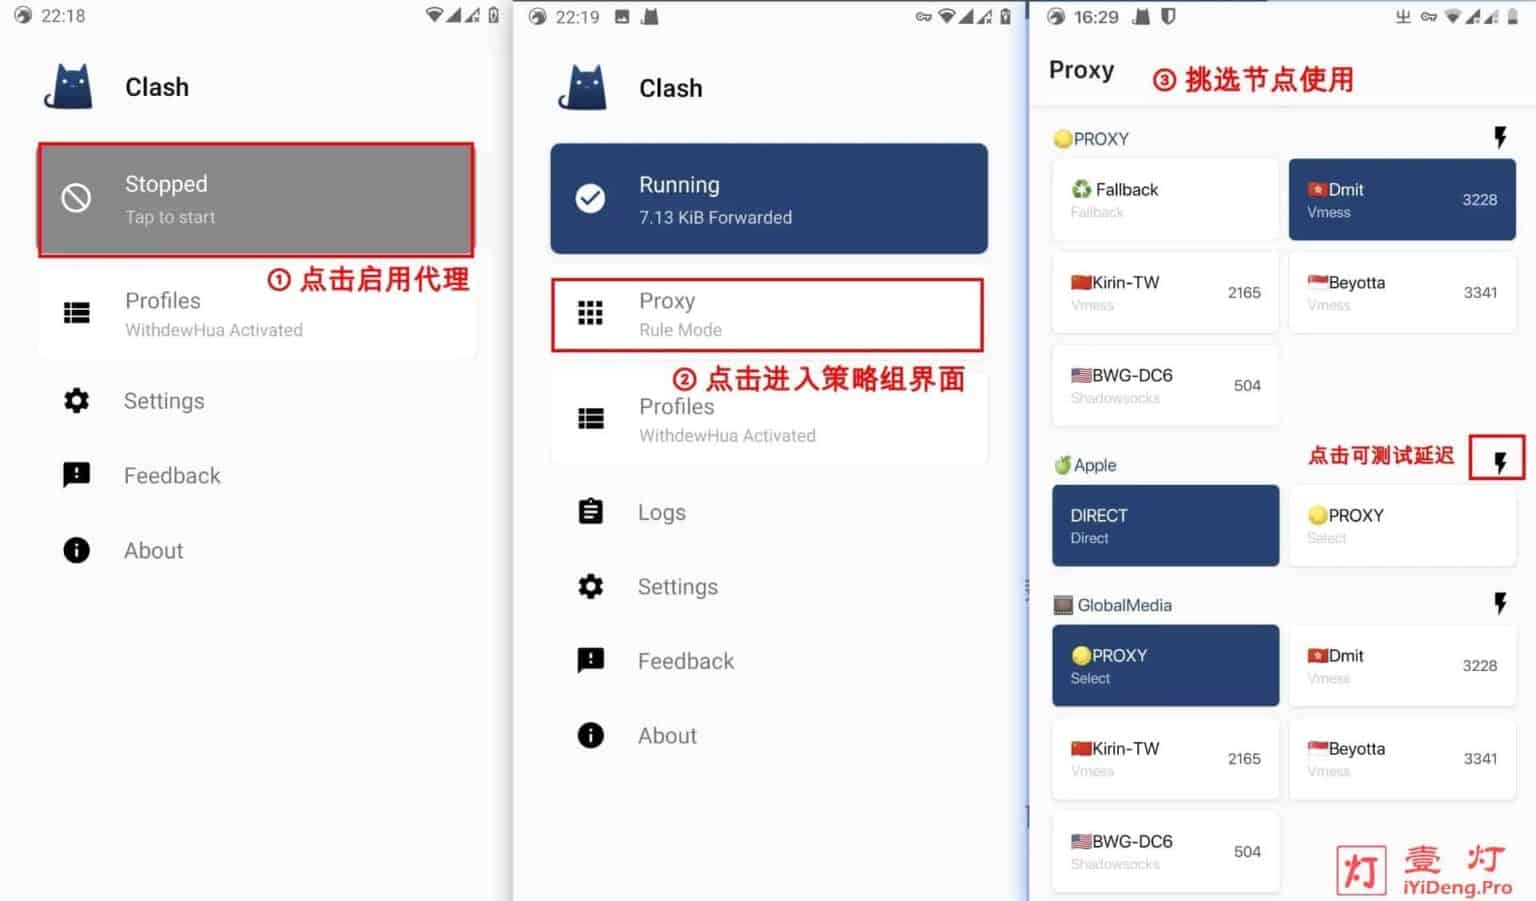 22:18
Clash
Stopped
Tap to start
① 点击启用代理
Profiles
WithdewHua Activated
Settings
Feedback
About
22:19
Clash
Running
7.13 KiB Forwarded
Proxy
Rule Mode
② 点击进入策略组界面
Profiles
WithdewHua Activated
Logs
Settings
Feedback
About
16:29
Proxy
③ 挑选节点使用
PROXY
Fallback
Fallback
Dmit
Vmess
3228
Kirin-TW
Vmess
2165
Beyotta
Vmess
3341
BWG-DC6
Shadowsocks
504
点击可测试延迟
Apple
DIRECT
Direct
PROXY
Select
GlobalMedia
PROXY
Select
Dmit
Vmess
3228
Kirin-TW
Vmess
2165
Beyotta
Vmess
3341
BWG-DC6
Shadowsocks
504
灯
壹灯
iYiDeng.Pro